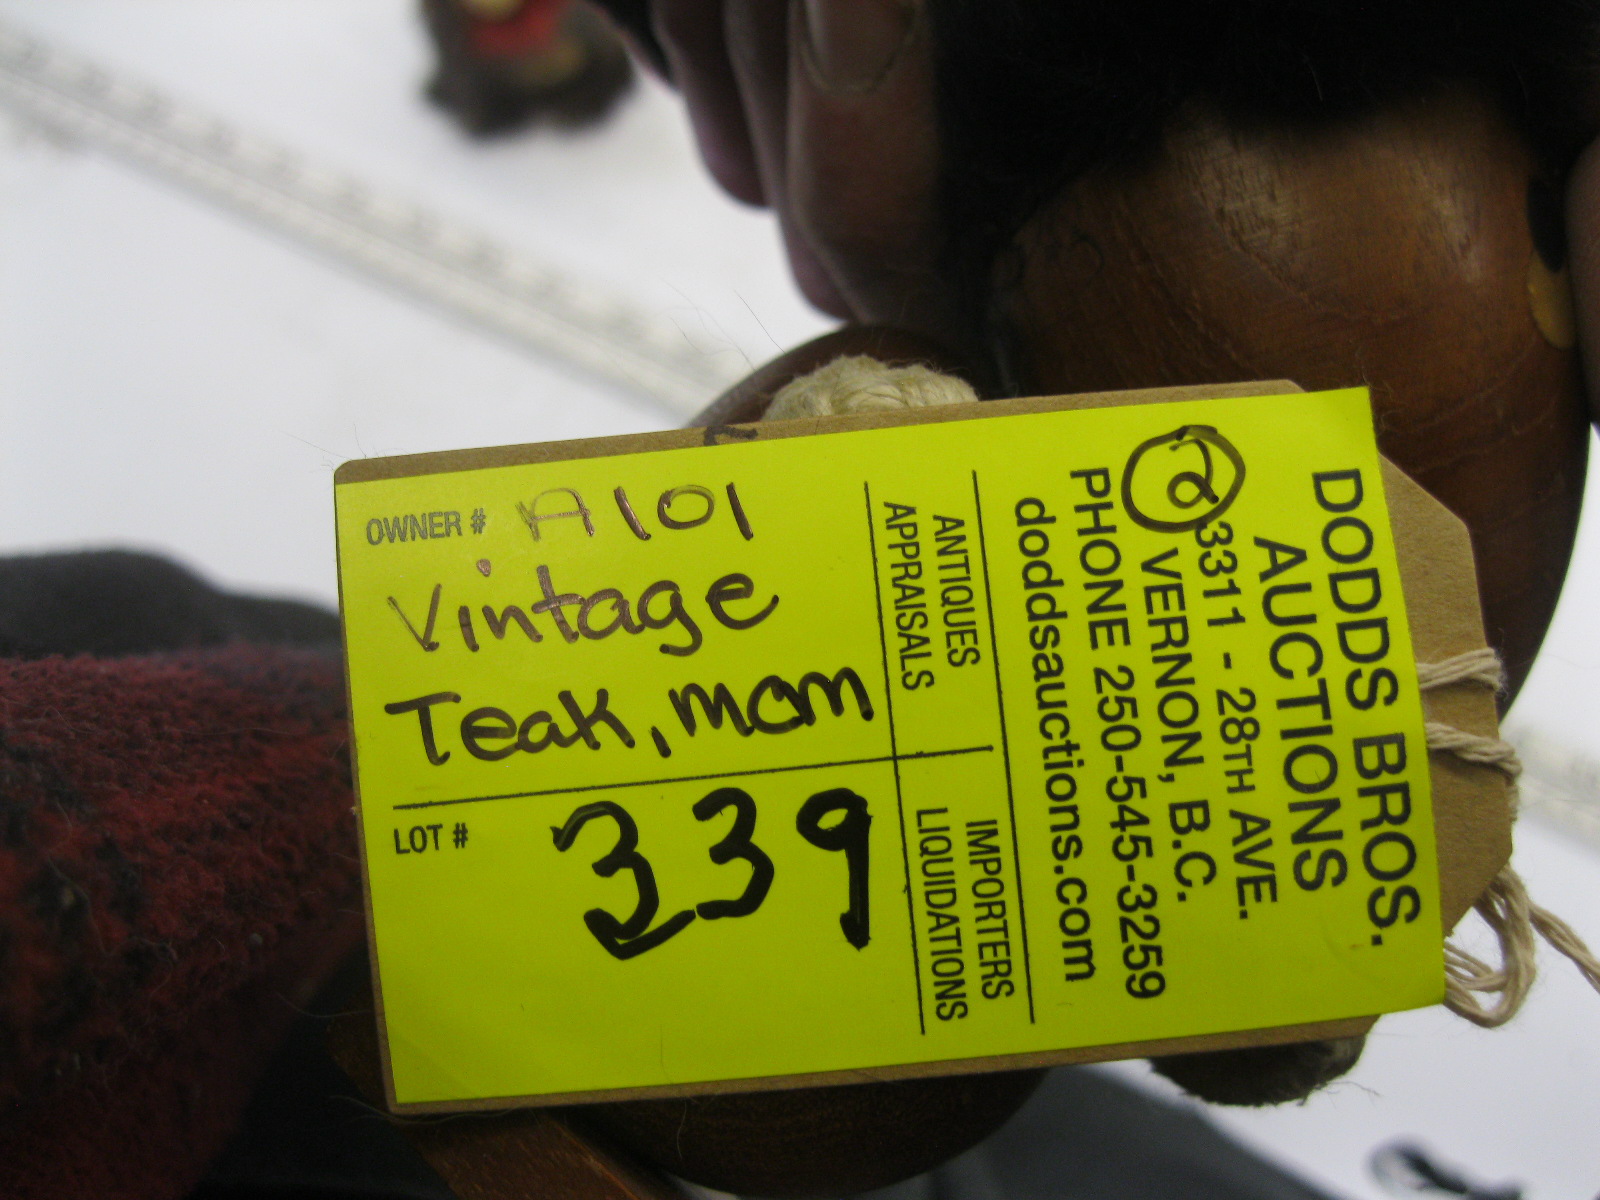 DODDS BROS.
AUCTIONS
3311 - 28TH AVE.
② VERNON, B.C.
PHONE 250-545-3259
doddsauctions.com
ANTIQUES IMPORTERS
APPRAISALS LIQUIDATIONS
OWNER # A101
Vintage
Teak, mcm
LOT # 339